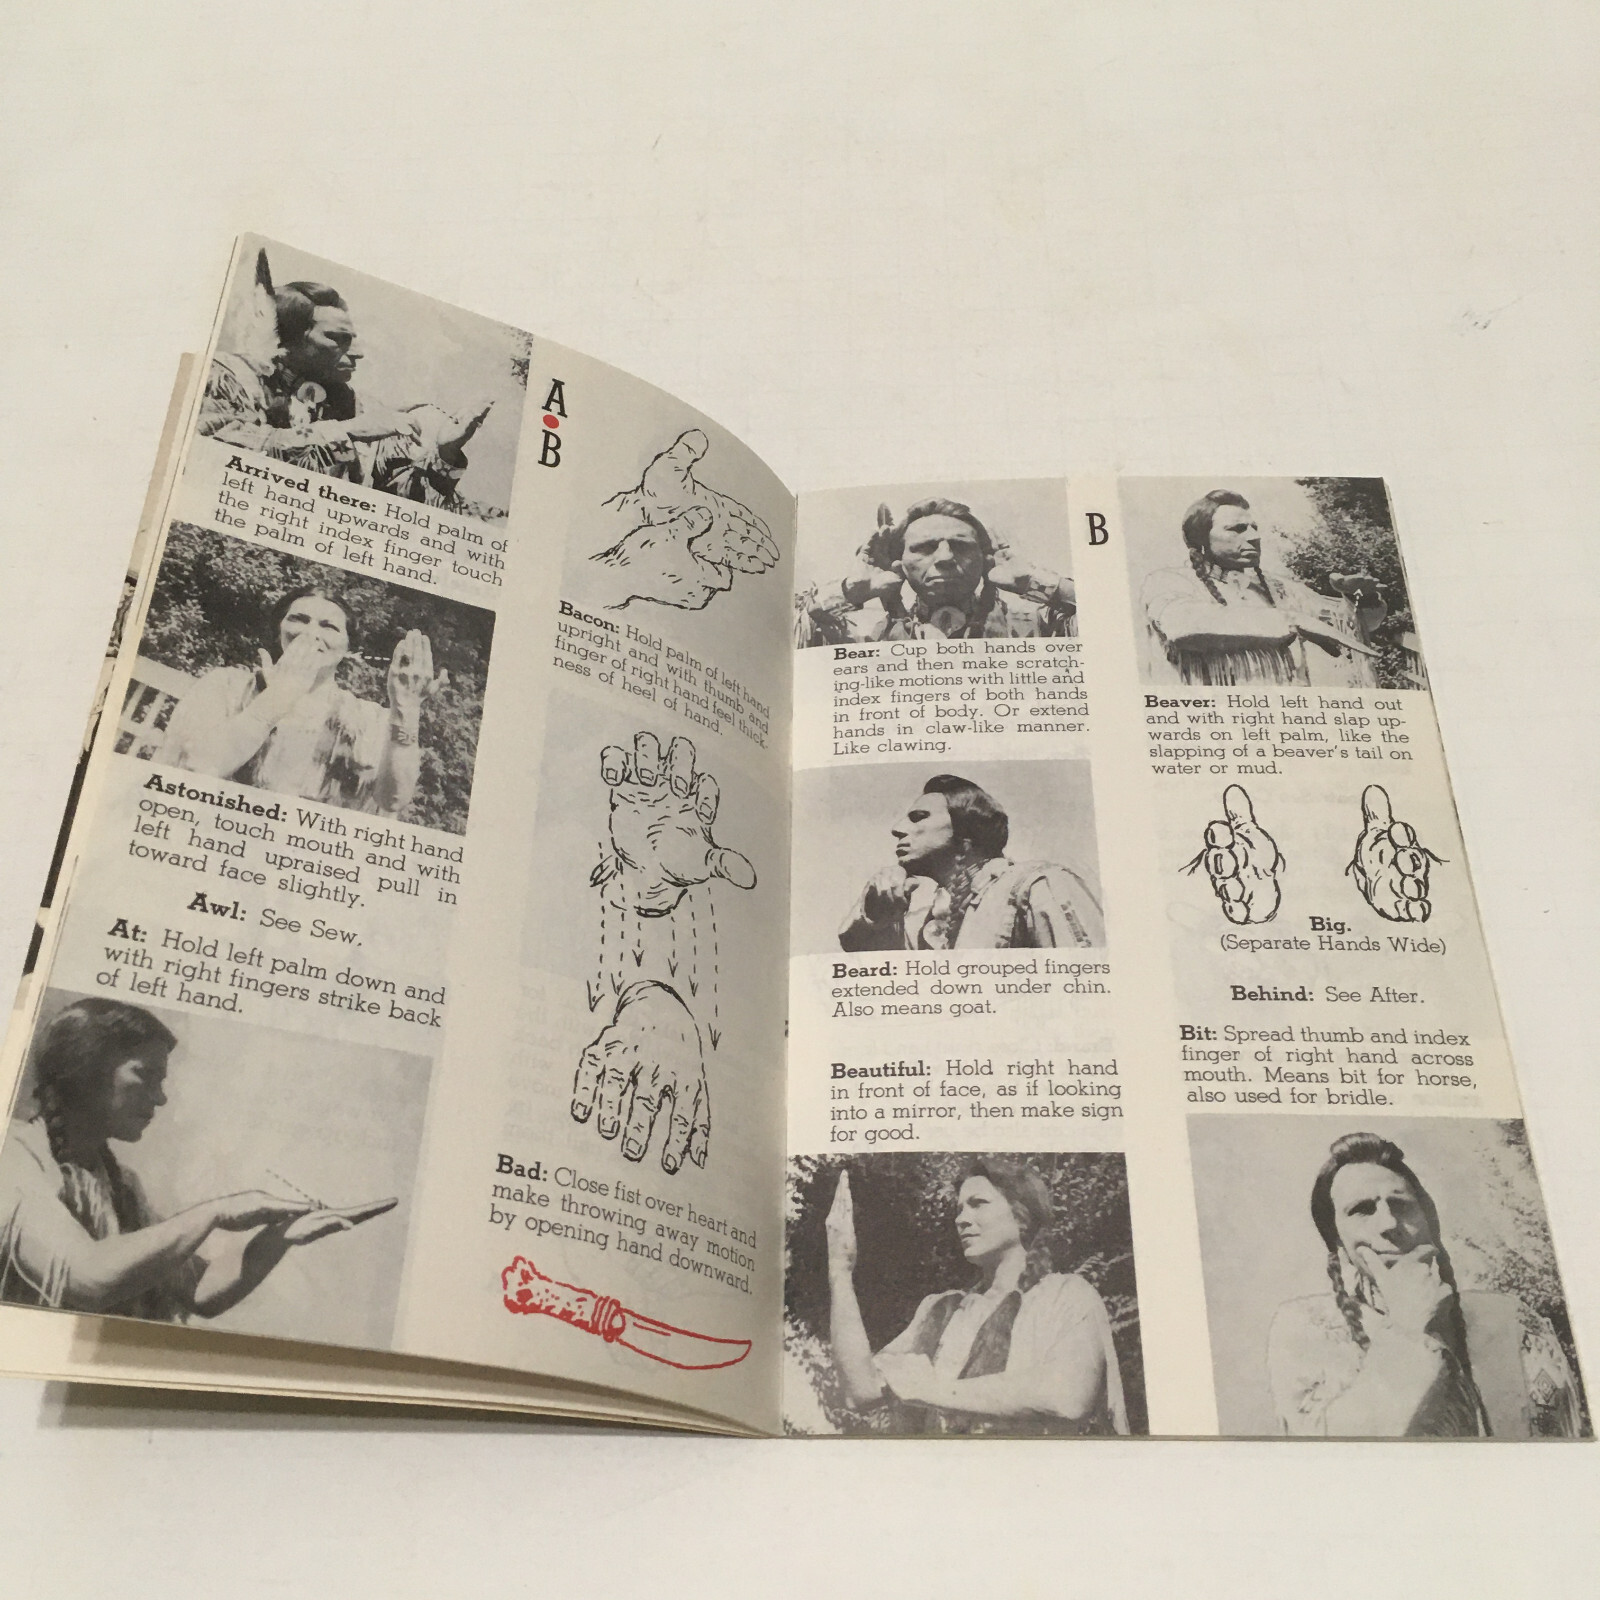 Arrived there: Hold palm of
left hand upwards and with
the right index finger touch
the palm of left hand.
Astonished: With right hand
open, touch mouth and with
left hand upraised pull in
toward face slightly.
Awl: See Sew.
At: Hold left palm down and
with right fingers strike back
of left hand.
A
B
Bacon: Hold palm of left hand
upright and with thumb and
finger of right hand feel thick-
ness of heel of hand.
Bad: Close fist over heart and
make throwing away motion
by opening hand downward.
Bear: Cup both hands over
ears and then make scratch-
ing-like motions with little and
index fingers of both hands
in front of body. Or extend
hands in claw-like manner.
Like clawing.
Beard: Hold grouped fingers
extended down under chin.
Also means goat.
Beautiful: Hold right hand
in front of face, as if looking
into a mirror, then make sign
for good.
B
Beaver: Hold left hand out
and with right hand slap up-
wards on left palm, like the
slapping of a beaver's tail on
water or mud.
Big.
(Separate Hands Wide)
Behind: See After.
Bit: Spread thumb and index
finger of right hand across
mouth. Means bit for horse,
also used for bridle.